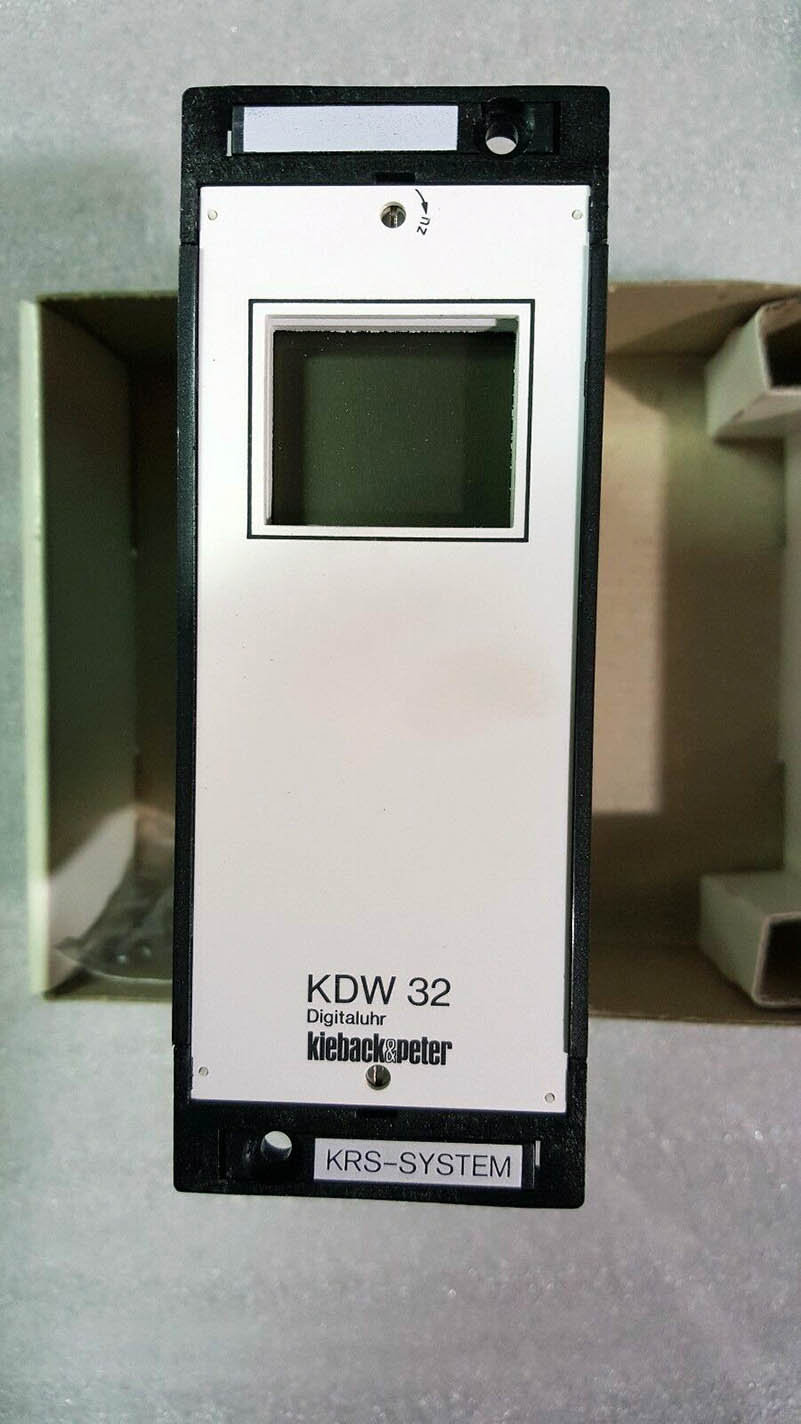 zu
KDW 32
Digitaluhr
kieback&peter
KRS-SYSTEM